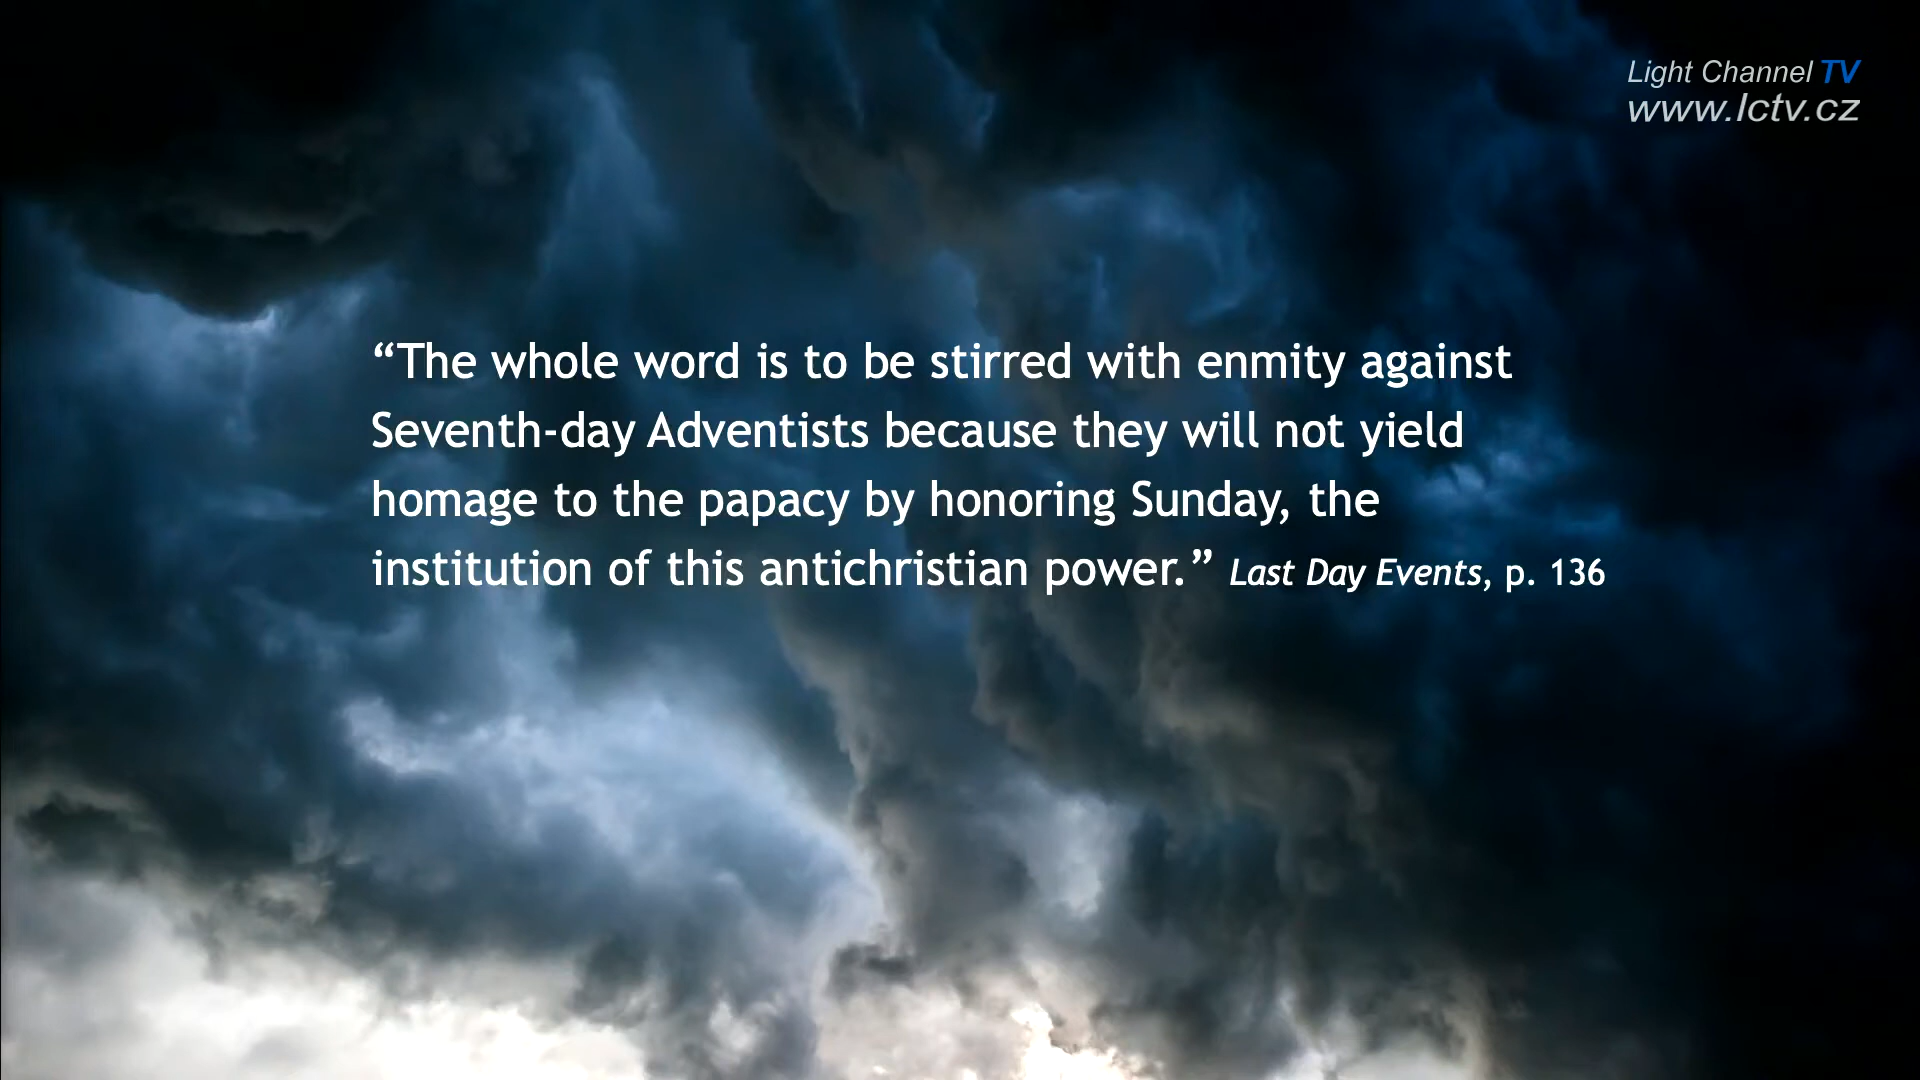 Light Channel TV
www.lctv.cz
“The whole word is to be stirred with enmity against
Seventh-day Adventists because they will not yield
homage to the papacy by honoring Sunday, the
institution of this antichristian power.” Last Day Events, p. 136